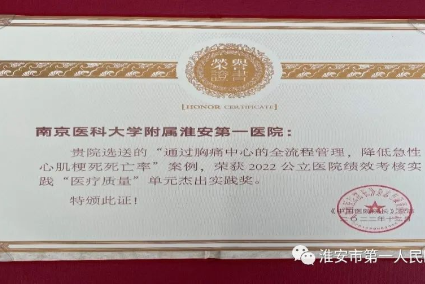 榮譽
證書
[HONOR CERTIFICATE]
南京医科大学附属淮安第一医院：
贵院选送的“通过胸痛中心的全流程管理，降低急性
心肌梗死死亡率”案例，荣获2022公立医院绩效考核实
践“医疗质量”单元杰出实践奖。
特颁此证！
淮安市第一人民